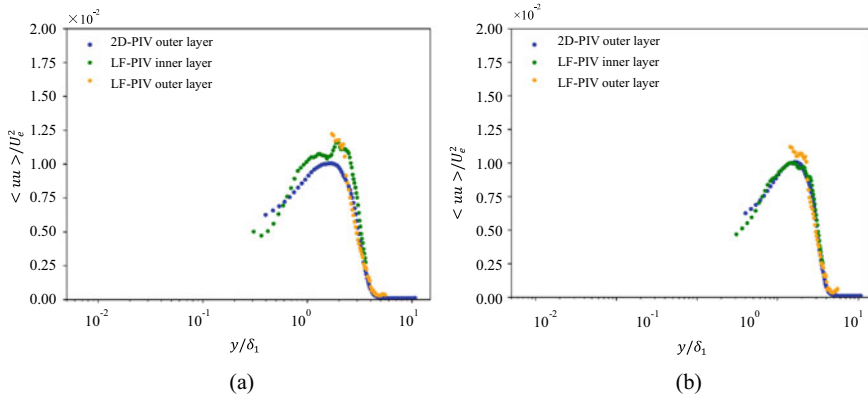 ×10⁻²
2.00
1.75
1.50
1.25
1.00
0.75
0.50
0.25
0.00
< uu >/U_e^2
2D-PIV outer layer
LF-PIV inner layer
LF-PIV outer layer
10⁻² 10⁻¹ 10⁰ 10¹
y/δ₁
(a)
×10⁻²
2.00
1.75
1.50
1.25
1.00
0.75
0.50
0.25
0.00
< uu >/U_e^2
2D-PIV outer layer
LF-PIV inner layer
LF-PIV outer layer
10⁻² 10⁻¹ 10⁰ 10¹
y/δ₁
(b)